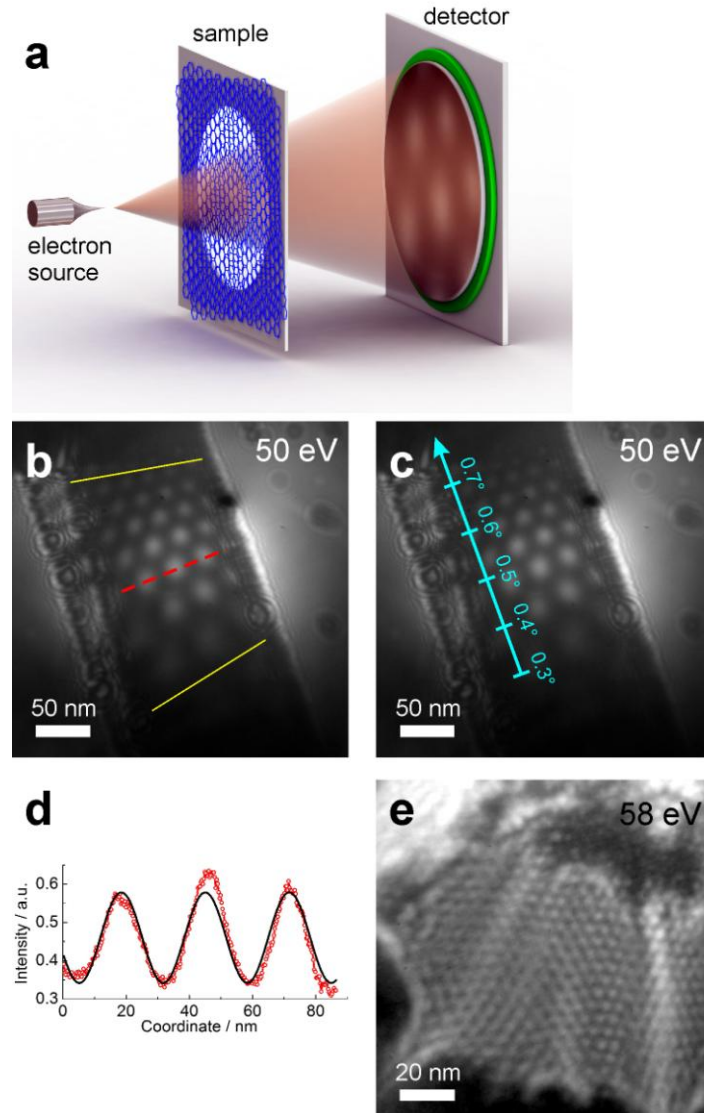 a
sample
detector
electron
source
b
50 eV
50 nm
c
50 eV
0.7°
0.6°
0.5°
0.4°
0.3°
50 nm
d
Intensity / a.u.
0.6
0.5
0.4
0.3
0
20
40
60
80
Coordinate / nm
e
58 eV
20 nm